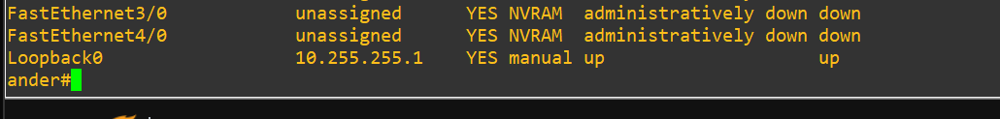 FastEthernet3/0 unassigned YES NVRAM administratively down down
FastEthernet4/0 unassigned YES NVRAM administratively down down
Loopback0 10.255.255.1 YES manual up up
ander#